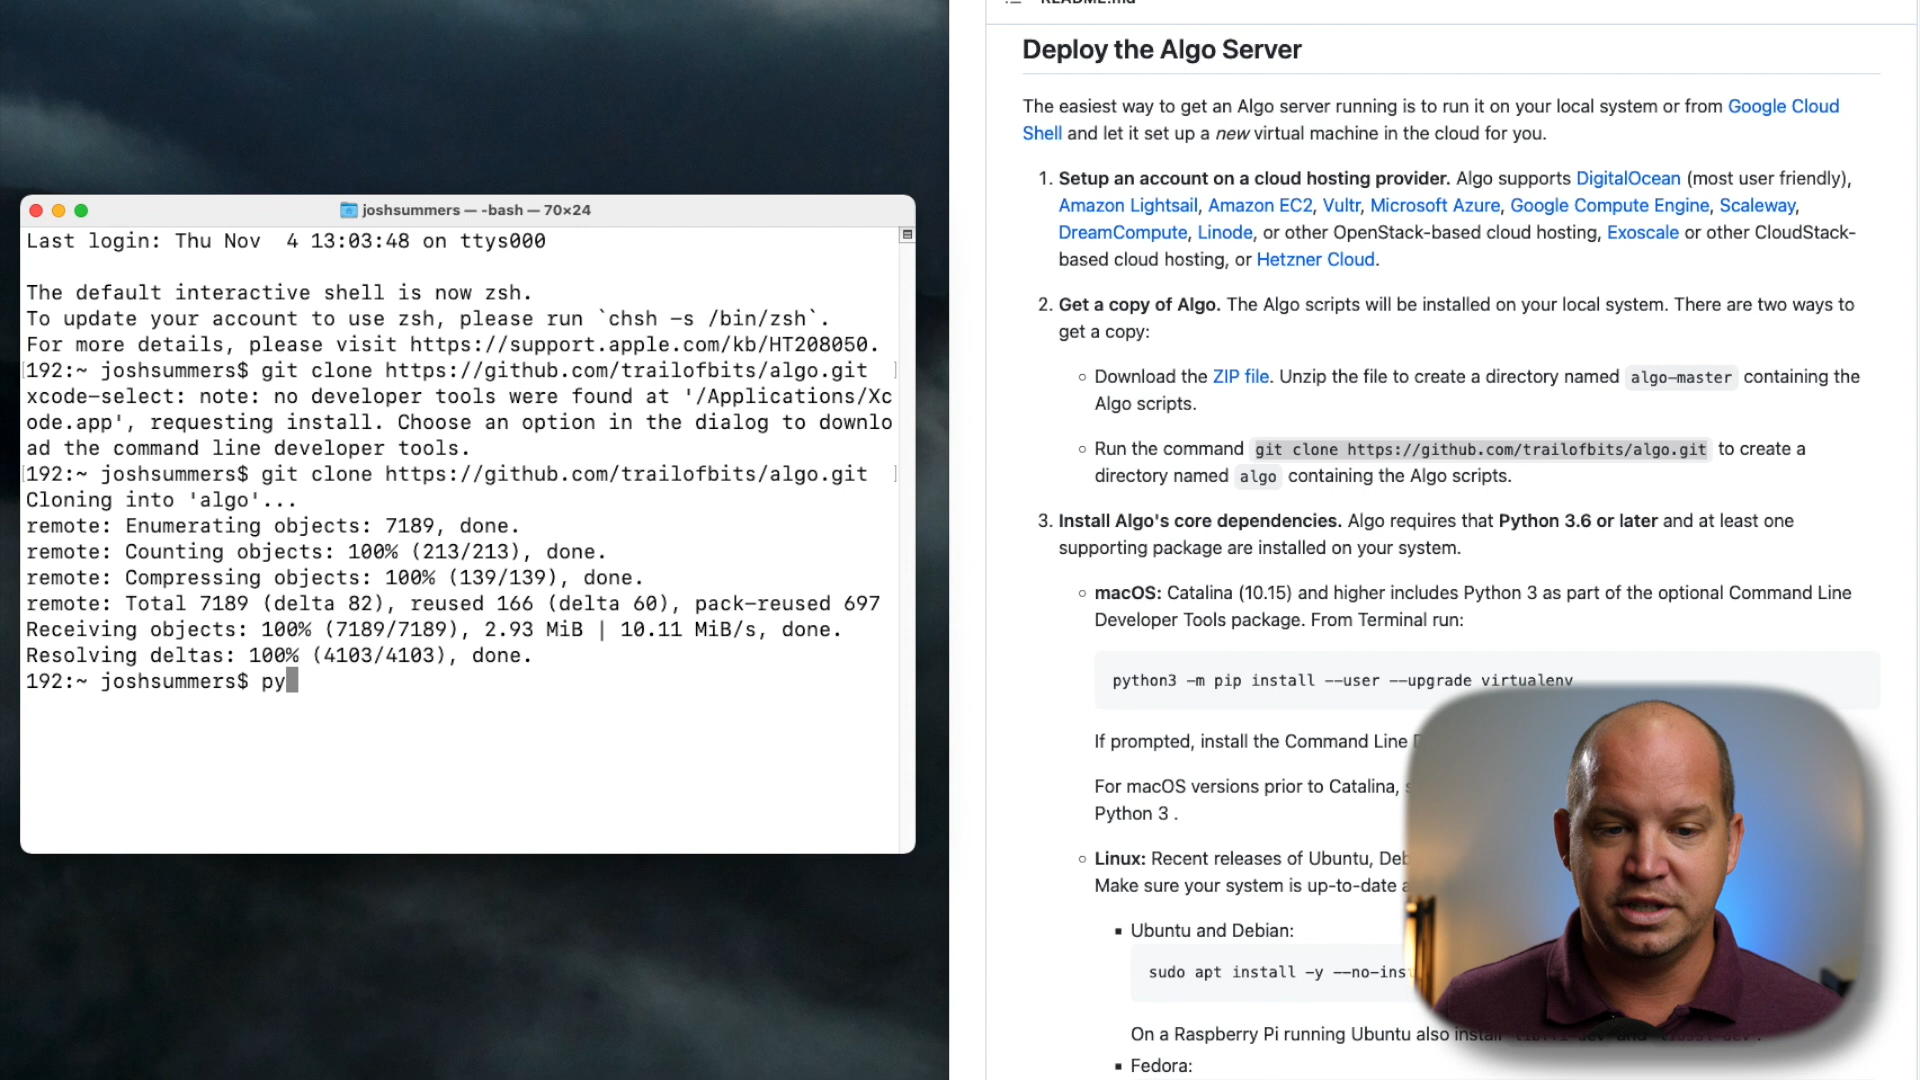 joshsummers — -bash — 70×24
Last login: Thu Nov  4 13:03:48 on ttys000
The default interactive shell is now zsh.
To update your account to use zsh, please run `chsh -s /bin/zsh`.
For more details, please visit https://support.apple.com/kb/HT208050.
192:~ joshsummers$ git clone https://github.com/trailofbits/algo.git
xcode-select: note: no developer tools were found at '/Applications/Xc
ode.app', requesting install. Choose an option in the dialog to downlo
ad the command line developer tools.
192:~ joshsummers$ git clone https://github.com/trailofbits/algo.git
Cloning into 'algo'...
remote: Enumerating objects: 7189, done.
remote: Counting objects: 100% (213/213), done.
remote: Compressing objects: 100% (139/139), done.
remote: Total 7189 (delta 82), reused 166 (delta 60), pack-reused 697
Receiving objects: 100% (7189/7189), 2.93 MiB | 10.11 MiB/s, done.
Resolving deltas: 100% (4103/4103), done.
192:~ joshsummers$ py
README.md
Deploy the Algo Server
The easiest way to get an Algo server running is to run it on your local system or from Google Cloud
Shell and let it set up a new virtual machine in the cloud for you.
1. Setup an account on a cloud hosting provider. Algo supports DigitalOcean (most user friendly),
Amazon Lightsail, Amazon EC2, Vultr, Microsoft Azure, Google Compute Engine, Scaleway,
DreamCompute, Linode, or other OpenStack-based cloud hosting, Exoscale or other CloudStack-
based cloud hosting, or Hetzner Cloud.
2. Get a copy of Algo. The Algo scripts will be installed on your local system. There are two ways to
get a copy:
Download the ZIP file. Unzip the file to create a directory named algo-master containing the
Algo scripts.
Run the command git clone https://github.com/trailofbits/algo.git to create a
directory named algo containing the Algo scripts.
3. Install Algo's core dependencies. Algo requires that Python 3.6 or later and at least one
supporting package are installed on your system.
macOS: Catalina (10.15) and higher includes Python 3 as part of the optional Command Line
Developer Tools package. From Terminal run:
python3 -m pip install --user --upgrade virtualenv
If prompted, install the Command Line
For macOS versions prior to Catalina,
Python 3 .
Linux: Recent releases of Ubuntu,
Make sure your system is up-to-date
Ubuntu and Debian:
sudo apt install -y
On a Raspberry Pi running Ubuntu also install
Fedora: